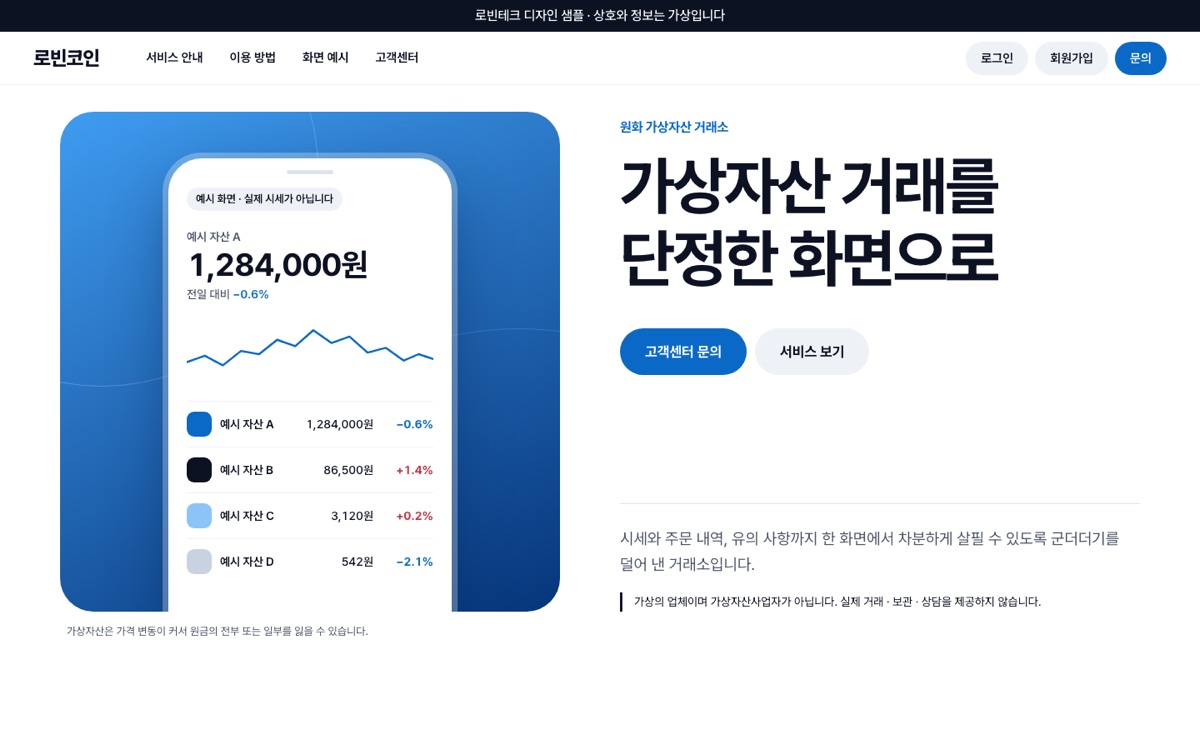 로빈테크 디자인 샘플 · 상호와 정보는 가상입니다
로빈코인
서비스 안내
이용 방법
화면 예시
고객센터
로그인
회원가입
문의
예시 화면 · 실제 시세가 아닙니다
예시 자산 A
1,284,000원
전일 대비 −0.6%
예시 자산 A 1,284,000원 −0.6%
예시 자산 B 86,500원 +1.4%
예시 자산 C 3,120원 +0.2%
예시 자산 D 542원 −2.1%
가상자산은 가격 변동이 커서 원금의 전부 또는 일부를 잃을 수 있습니다.
원화 가상자산 거래소
가상자산 거래를
단정한 화면으로
고객센터 문의
서비스 보기
시세와 주문 내역, 유의 사항까지 한 화면에서 차분하게 살필 수 있도록 군더더기를
덜어 낸 거래소입니다.
가상의 업체이며 가상자산사업자가 아닙니다. 실제 거래 · 보관 · 상담을 제공하지 않습니다.